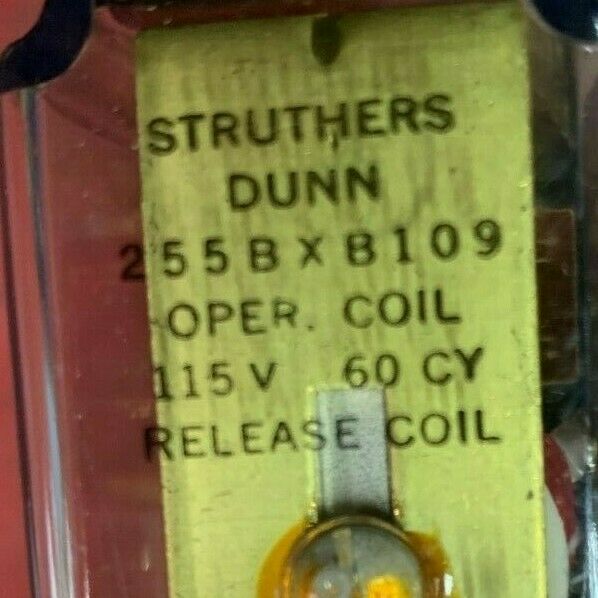 STRUTHERS
DUNN
255BXB109
OPER. COIL
115V 60 CY
RELEASE COIL